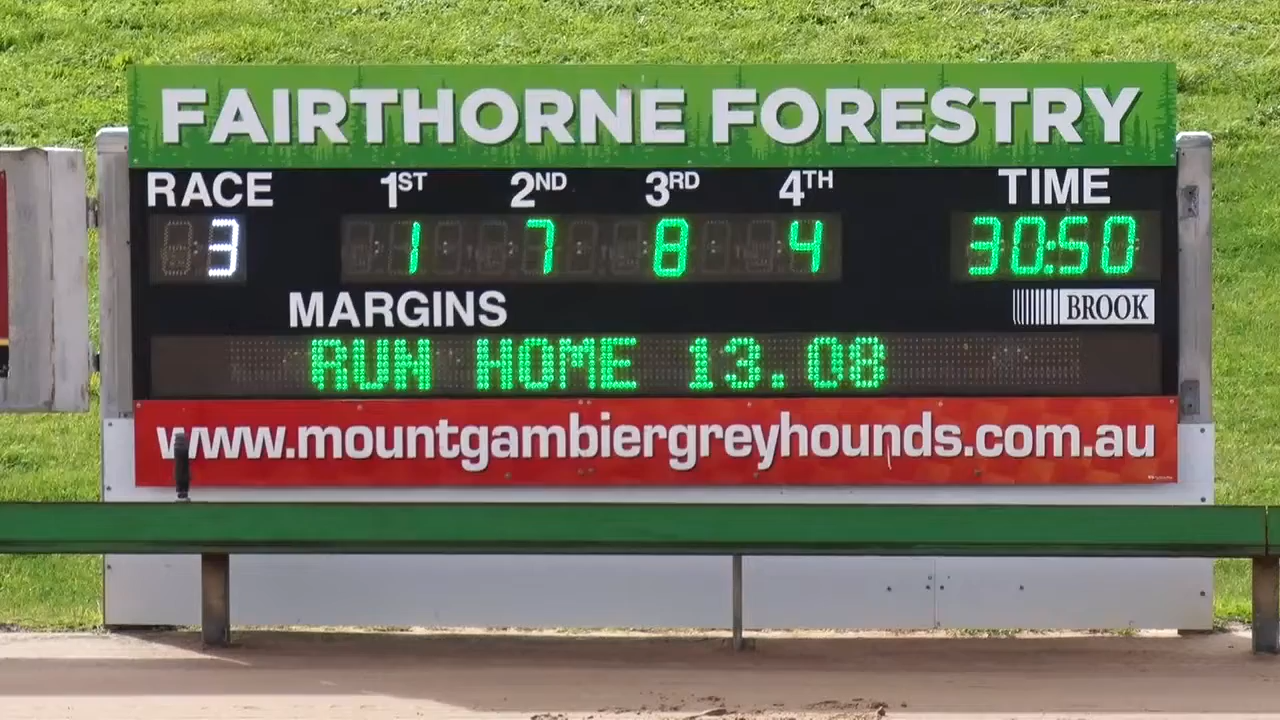 FAIRTHORNE FORESTRY
RACE 1ST 2ND 3RD 4TH TIME
3 1 7 8 4 30:50
MARGINS BROOK
RUN HOME 13.08
www.mountgambiergreyhounds.com.au